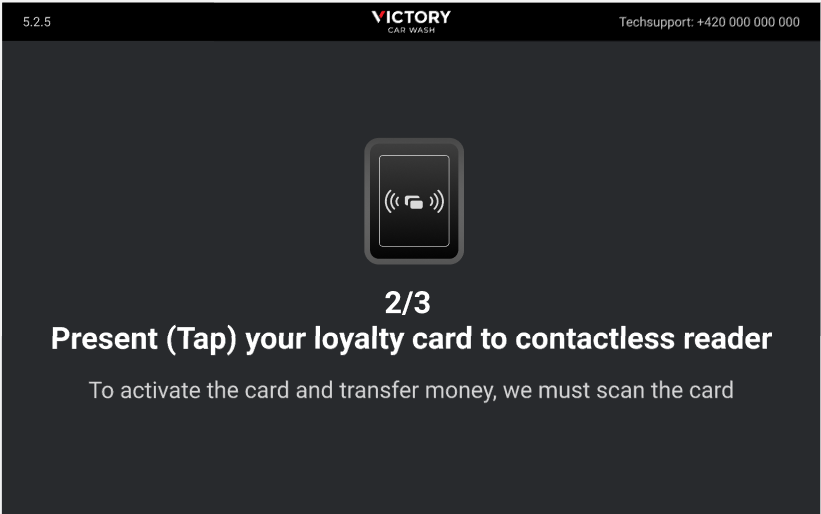 5.2.5
VICTORY
CAR WASH
Techsupport: +420 000 000 000
2/3
Present (Tap) your loyalty card to contactless reader
To activate the card and transfer money, we must scan the card